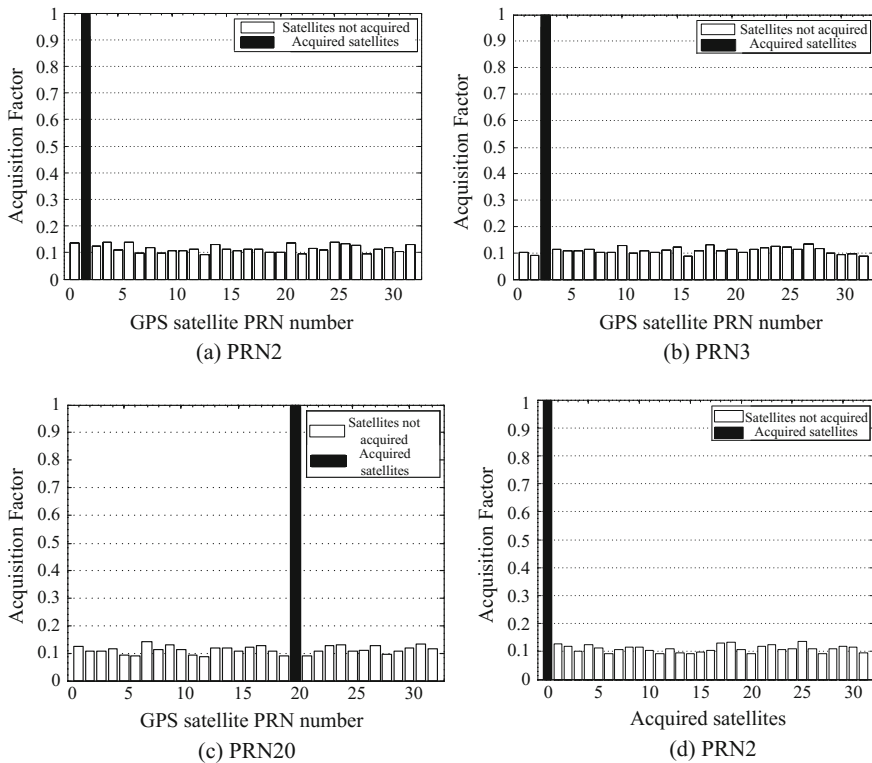 1
0.9
0.8
0.7
0.6
0.5
0.4
0.3
0.2
0.1
0
Acquisition Factor
Satellites not acquired
Acquired satellites
0 5 10 15 20 25 30
GPS satellite PRN number
(a) PRN2
1
0.9
0.8
0.7
0.6
0.5
0.4
0.3
0.2
0.1
0
Acquisition Factor
Satellites not acquired
Acquired satellites
0 5 10 15 20 25 30
GPS satellite PRN number
(b) PRN3
1
0.9
0.8
0.7
0.6
0.5
0.4
0.3
0.2
0.1
0
Acquisition Factor
Satellites not
acquired
Acquired
satellites
0 5 10 15 20 25 30
GPS satellite PRN number
(c) PRN20
1
0.9
0.8
0.7
0.6
0.5
0.4
0.3
0.2
0.1
0
Acquisition Factor
Satellites not acquired
Acquired satellites
0 5 10 15 20 25 30
Acquired satellites
(d) PRN2